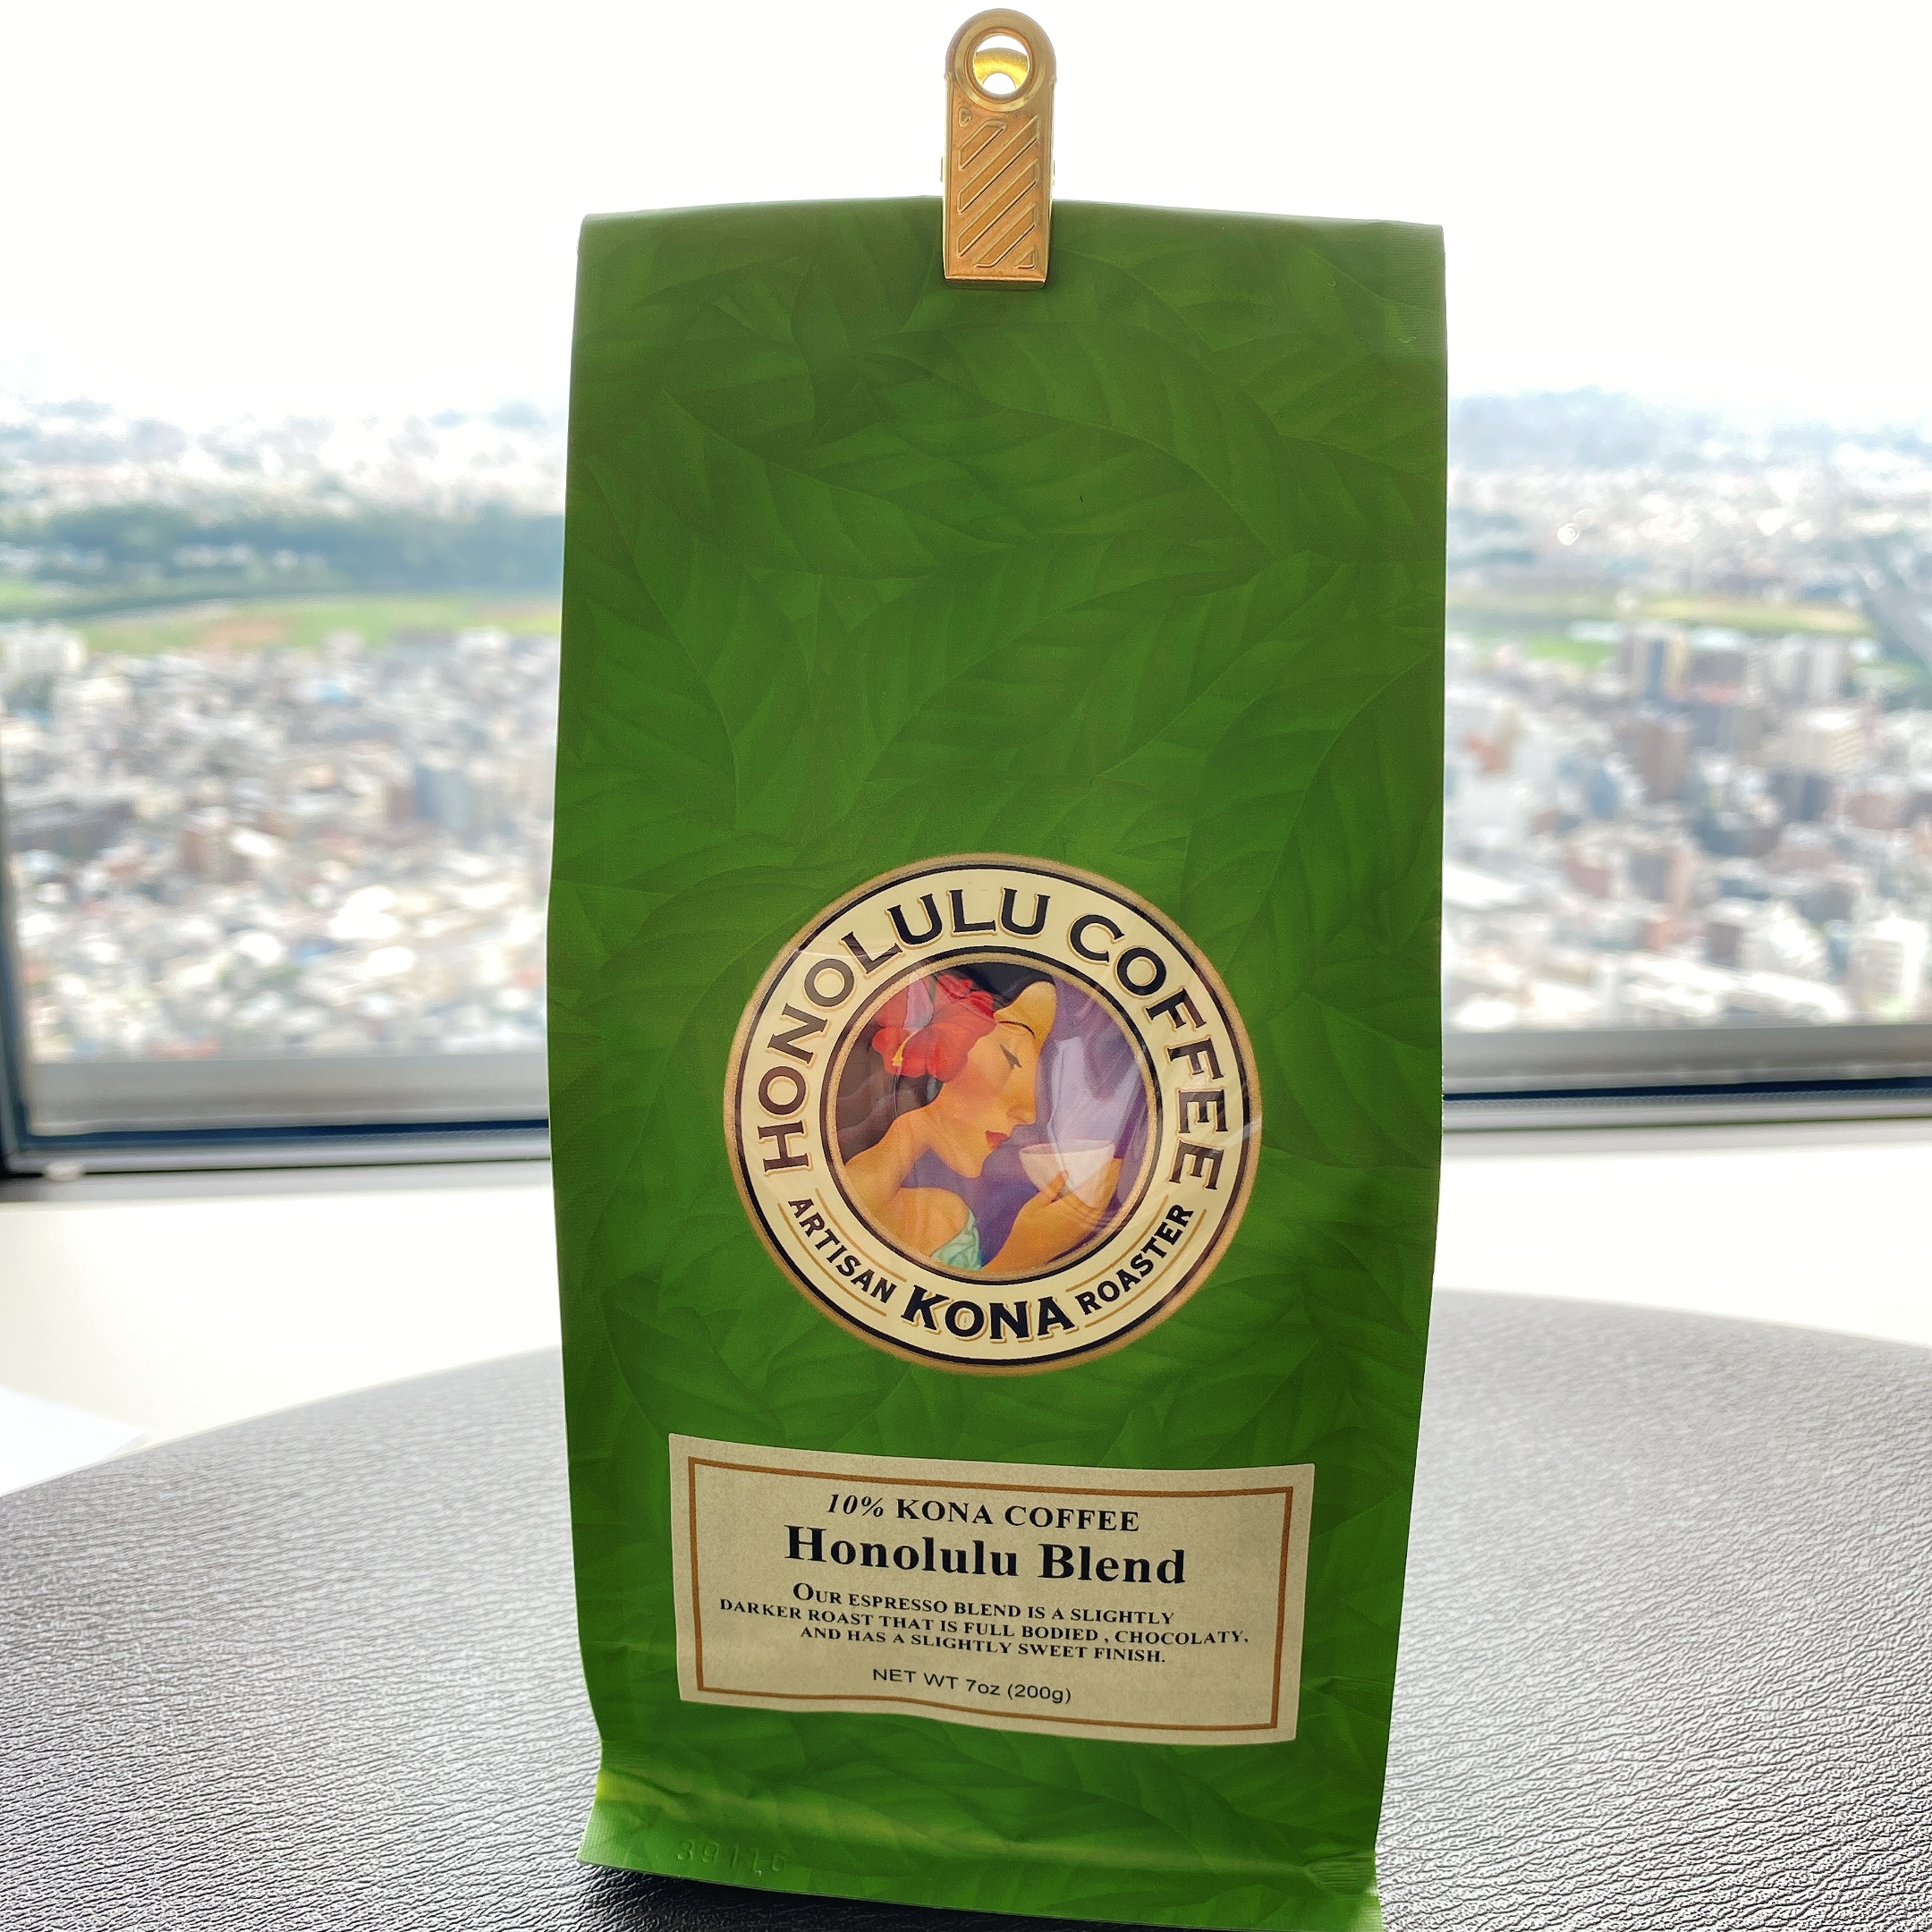 HONOLULU COFFEE
ARTISAN KONA ROASTER
10% KONA COFFEE
Honolulu Blend
OUR ESPRESSO BLEND IS A SLIGHTLY
DARKER ROAST THAT IS FULL BODIED , CHOCOLATY,
AND HAS A SLIGHTLY SWEET FINISH.
NET WT 7oz (200g)